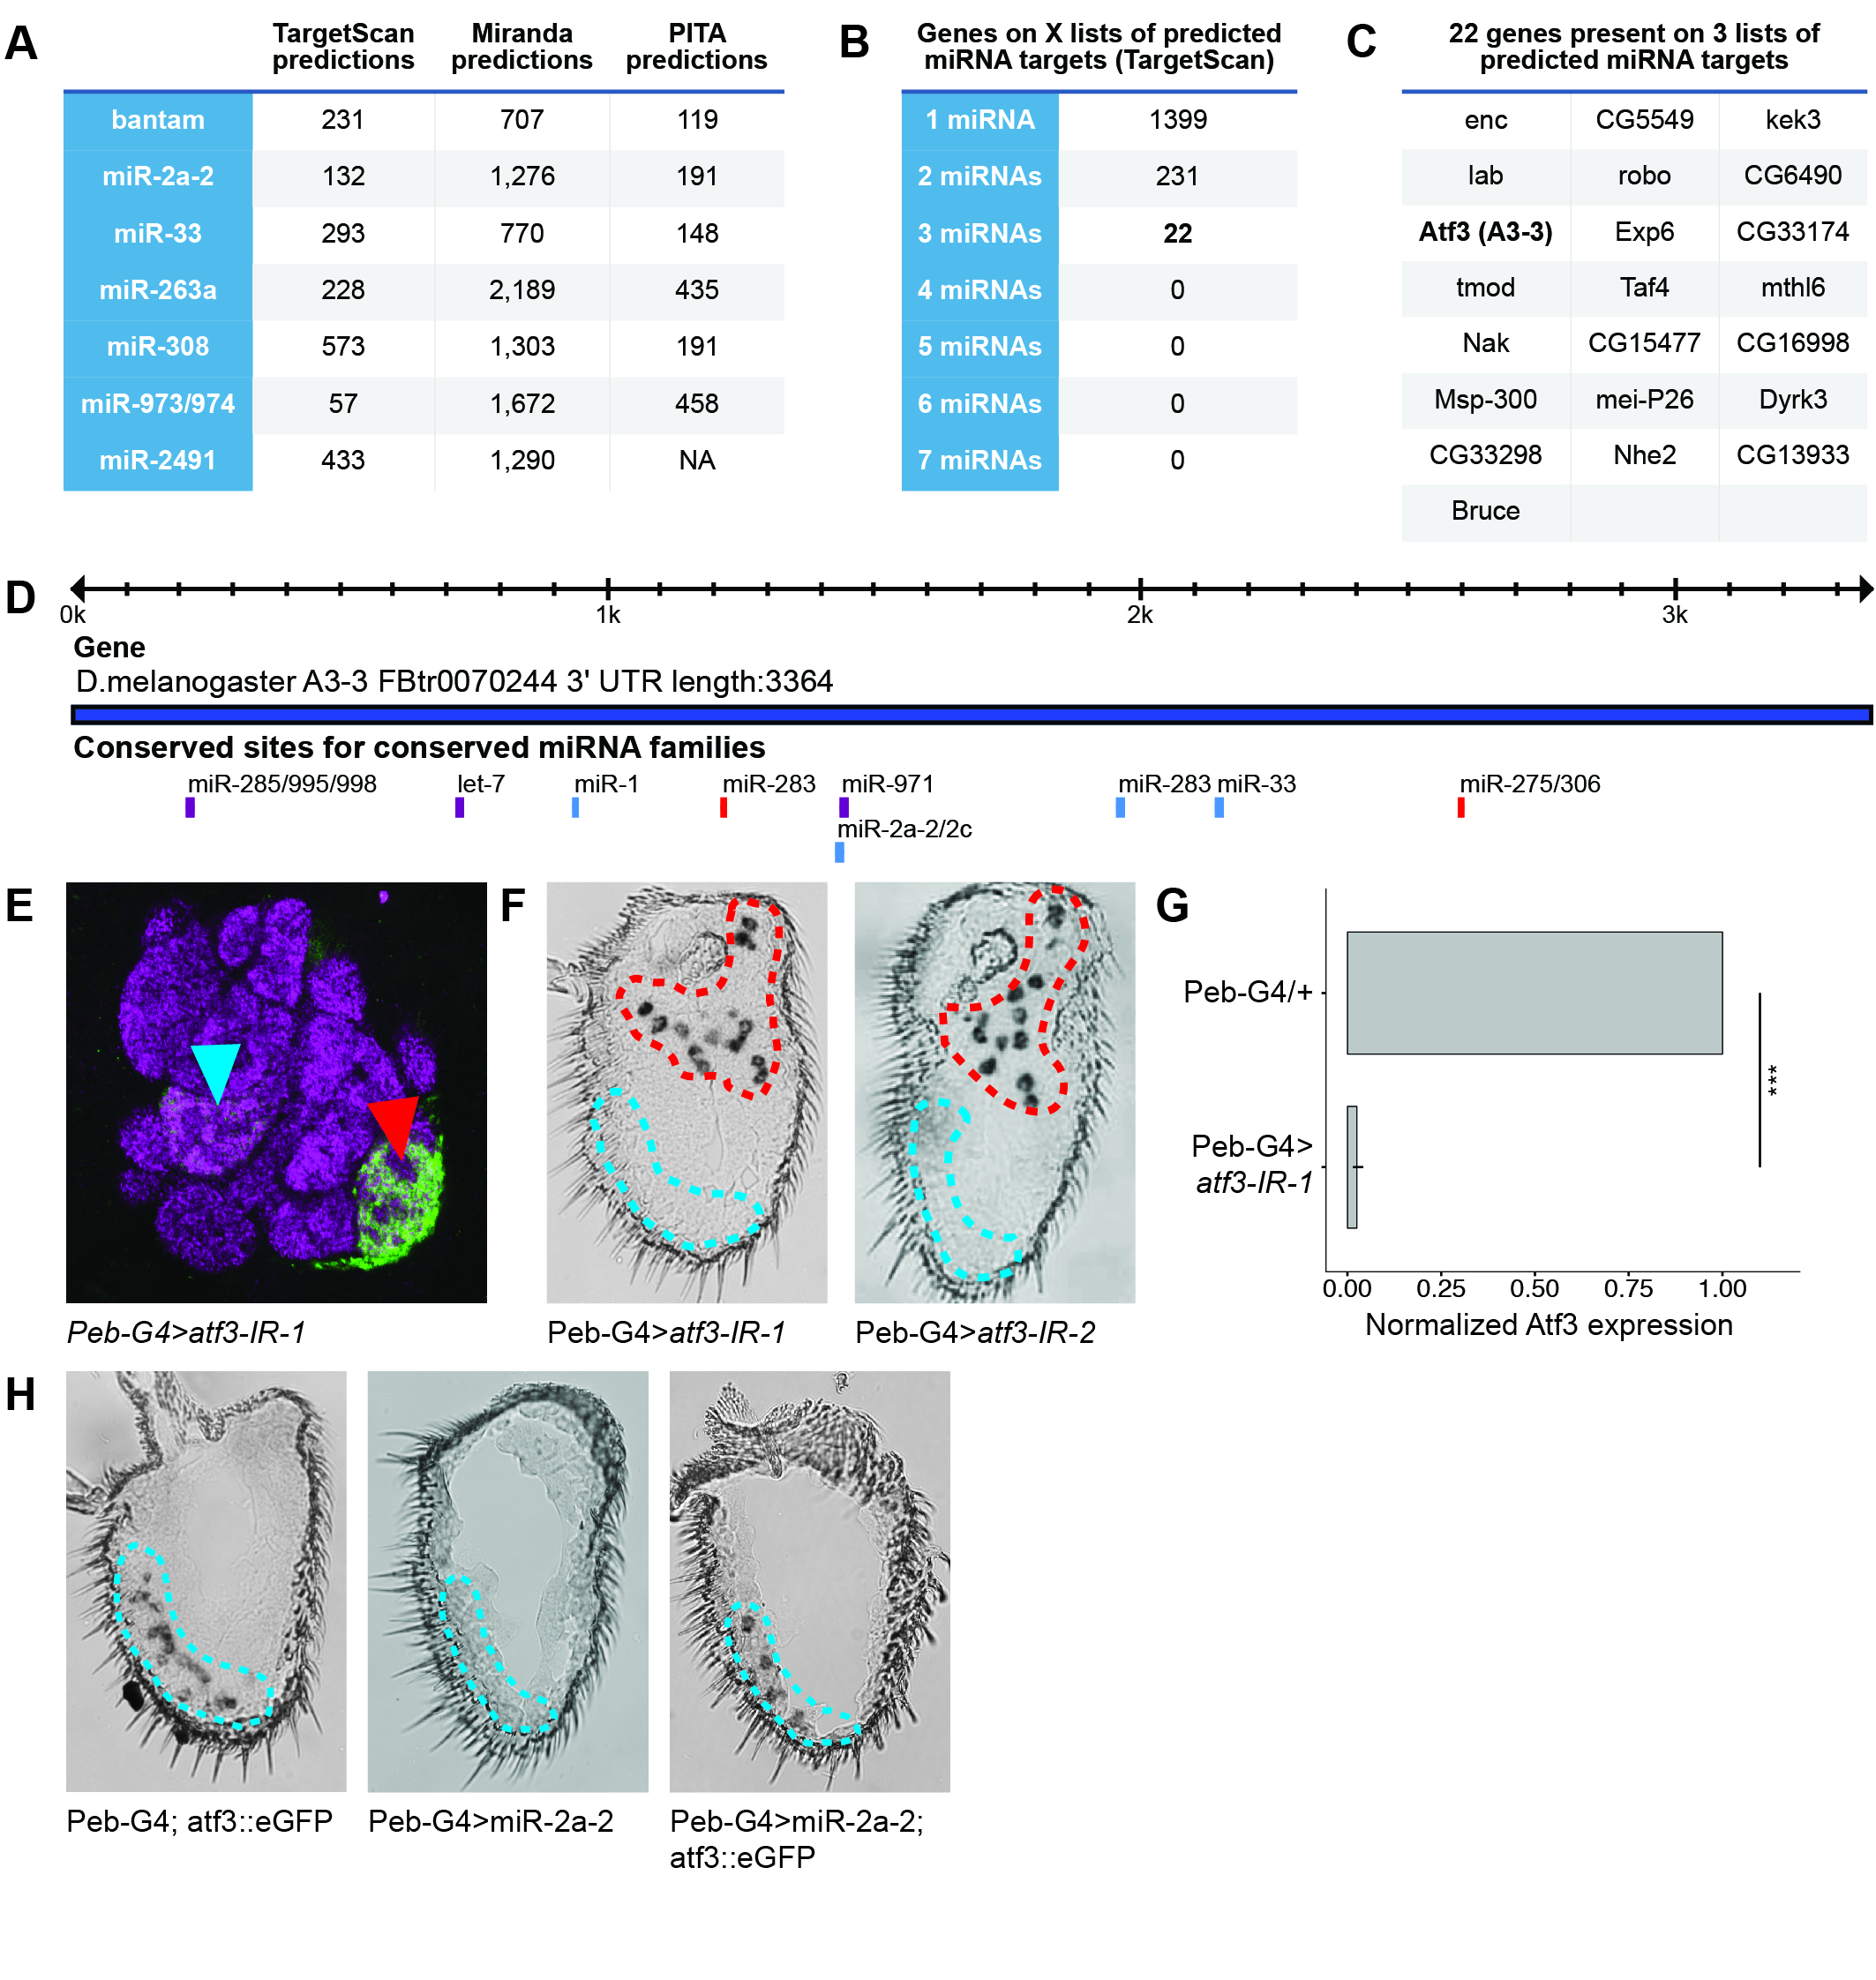 A
TargetScan predictions
Miranda predictions
PITA predictions
bantam 231 707 119
miR-2a-2 132 1,276 191
miR-33 293 770 148
miR-263a 228 2,189 435
miR-308 573 1,303 191
miR-973/974 57 1,672 458
miR-2491 433 1,290 NA
B
Genes on X lists of predicted
miRNA targets (TargetScan)
1 miRNA 1399
2 miRNAs 231
3 miRNAs 22
4 miRNAs 0
5 miRNAs 0
6 miRNAs 0
7 miRNAs 0
C
22 genes present on 3 lists of
predicted miRNA targets
enc CG5549 kek3
lab robo CG6490
Atf3 (A3-3) Exp6 CG33174
tmod Taf4 mthl6
Nak CG15477 CG16998
Msp-300 mei-P26 Dyrk3
CG33298 Nhe2 CG13933
Bruce
D
0k 1k 2k 3k
Gene
D.melanogaster A3-3 FBtr0070244 3' UTR length:3364
Conserved sites for conserved miRNA families
miR-285/995/998 let-7 miR-1 miR-283 miR-971 miR-283 miR-33 miR-275/306
miR-2a-2/2c
E
Peb-G4>atf3-IR-1
F
Peb-G4>atf3-IR-1
Peb-G4>atf3-IR-2
G
Peb-G4/+
Peb-G4>
atf3-IR-1
***
0.00 0.25 0.50 0.75 1.00
Normalized Atf3 expression
H
Peb-G4; atf3::eGFP
Peb-G4>miR-2a-2
Peb-G4>miR-2a-2;
atf3::eGFP